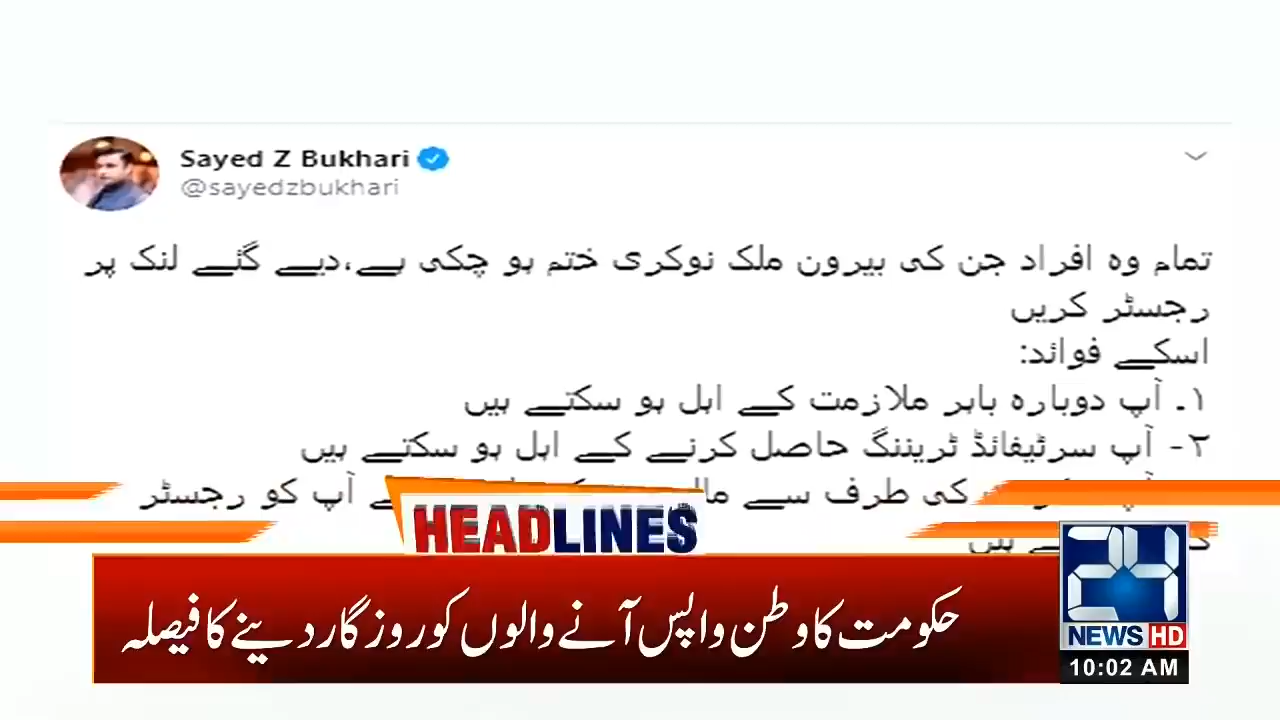 Sayed Z Bukhari
@sayedzbukhari
تمام وہ افراد جن کی بیرون ملک نوکری ختم ہو چکی ہے،دیے گئے لنک پر
رجسٹر کریں
اسکے فوائد:
۱۔ آپ دوبارہ باہر ملازمت کے اہل ہو سکتے ہیں
۲- آپ سرٹیفائڈ ٹریننگ حاصل کرنے کے اہل ہو سکتے ہیں
کی طرف سے آپ کو رجسٹر
ہیں
HEADLINES
حکومت کا وطن واپس آنے والوں کو روزگار دینے کا فیصلہ
24
NEWS HD
10:02 AM